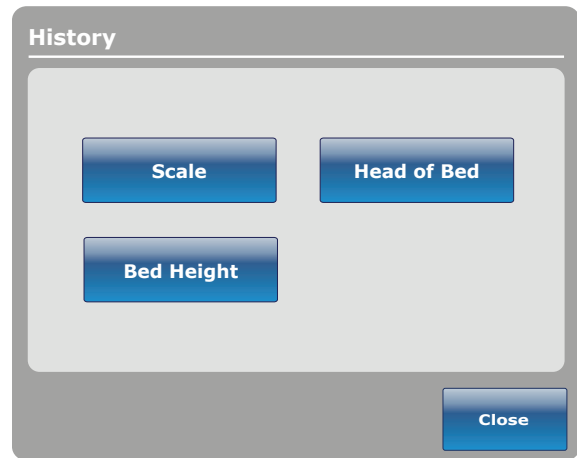 History
Scale
Head of Bed
Bed Height
Close